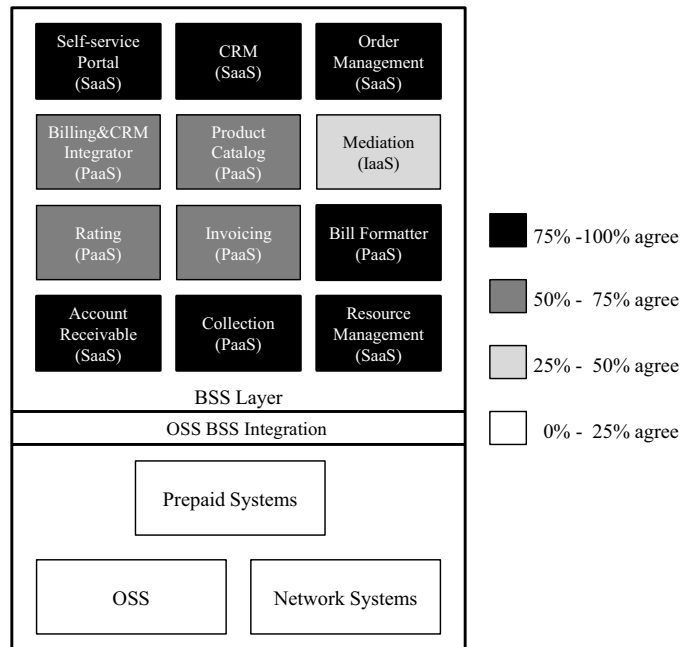 Self-service
Portal
(SaaS)
CRM
(SaaS)
Order
Management
(SaaS)
Billing&CRM
Integrator
(PaaS)
Product
Catalog
(PaaS)
Mediation
(IaaS)
Rating
(PaaS)
Invoicing
(PaaS)
Bill Formatter
(PaaS)
Account
Receivable
(SaaS)
Collection
(PaaS)
Resource
Management
(SaaS)
BSS Layer
OSS BSS Integration
Prepaid Systems
OSS
Network Systems
75% -100% agree
50% - 75% agree
25% - 50% agree
0% - 25% agree